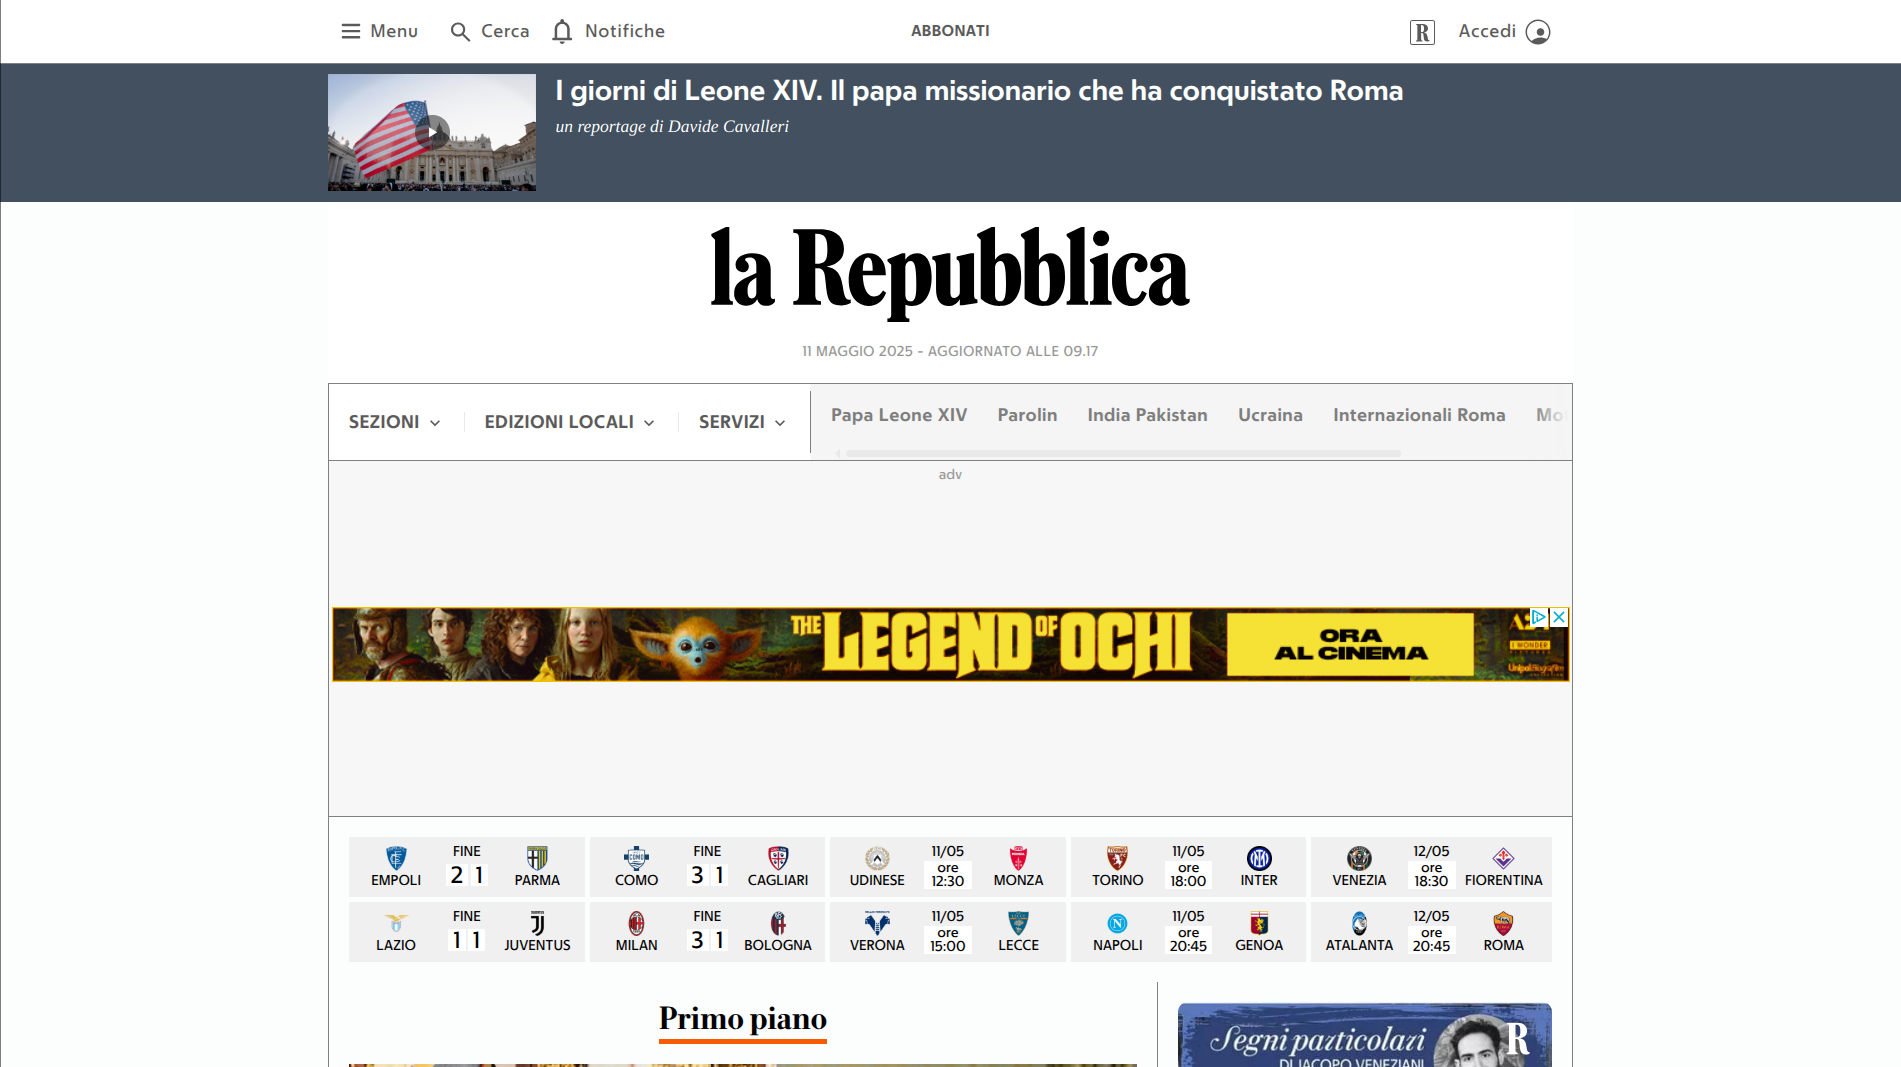 Menu
Cerca
Notifiche
ABBONATI
R
Accedi
I giorni di Leone XIV. Il papa missionario che ha conquistato Roma
un reportage di Davide Cavalleri
la Repubblica
11 MAGGIO 2025 - AGGIORNATO ALLE 09.17
SEZIONI
EDIZIONI LOCALI
SERVIZI
Papa Leone XIV
Parolin
India Pakistan
Ucraina
Internazionali Roma
Mo
adv
THE LEGEND OF OCHI
ORA
AL CINEMA
A24
I WONDER
PICTURES
Unipol Biografilm
EMPOLI FINE 2 1 PARMA
COMO FINE 3 1 CAGLIARI
UDINESE 11/05 ore 12:30 MONZA
TORINO 11/05 ore 18:00 INTER
VENEZIA 12/05 ore 18:30 FIORENTINA
LAZIO FINE 1 1 JUVENTUS
MILAN FINE 3 1 BOLOGNA
VERONA 11/05 ore 15:00 LECCE
NAPOLI 11/05 ore 20:45 GENOA
ATALANTA 12/05 ore 20:45 ROMA
Primo piano
Segni particolari
DI JACOPO VENEZIANI
R